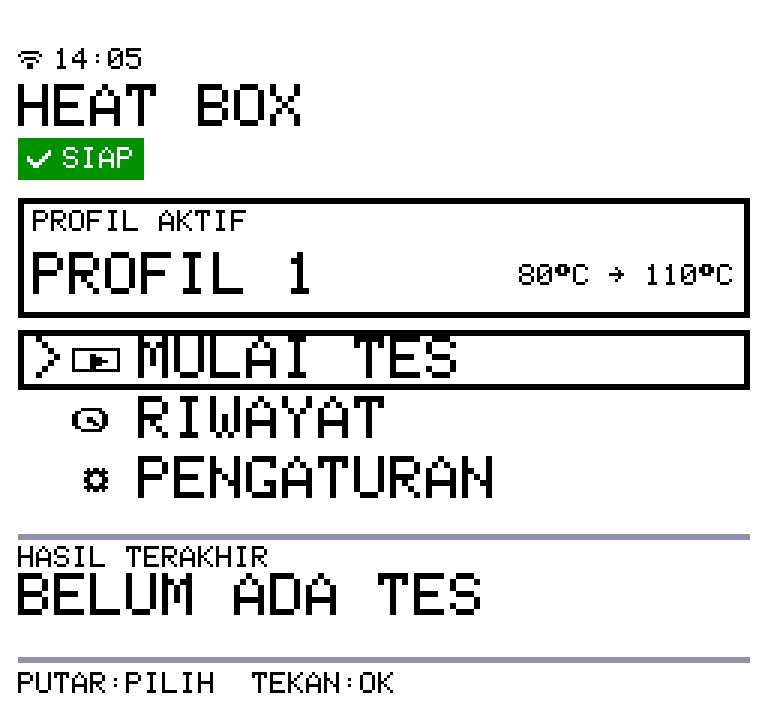 14:05
HEAT BOX
SIAP
PROFIL AKTIF
PROFIL 1 80°C → 110°C
> MULAI TES
RIWAYAT
PENGATURAN
HASIL TERAKHIR
BELUM ADA TES
PUTAR:PILIH TEKAN:OK